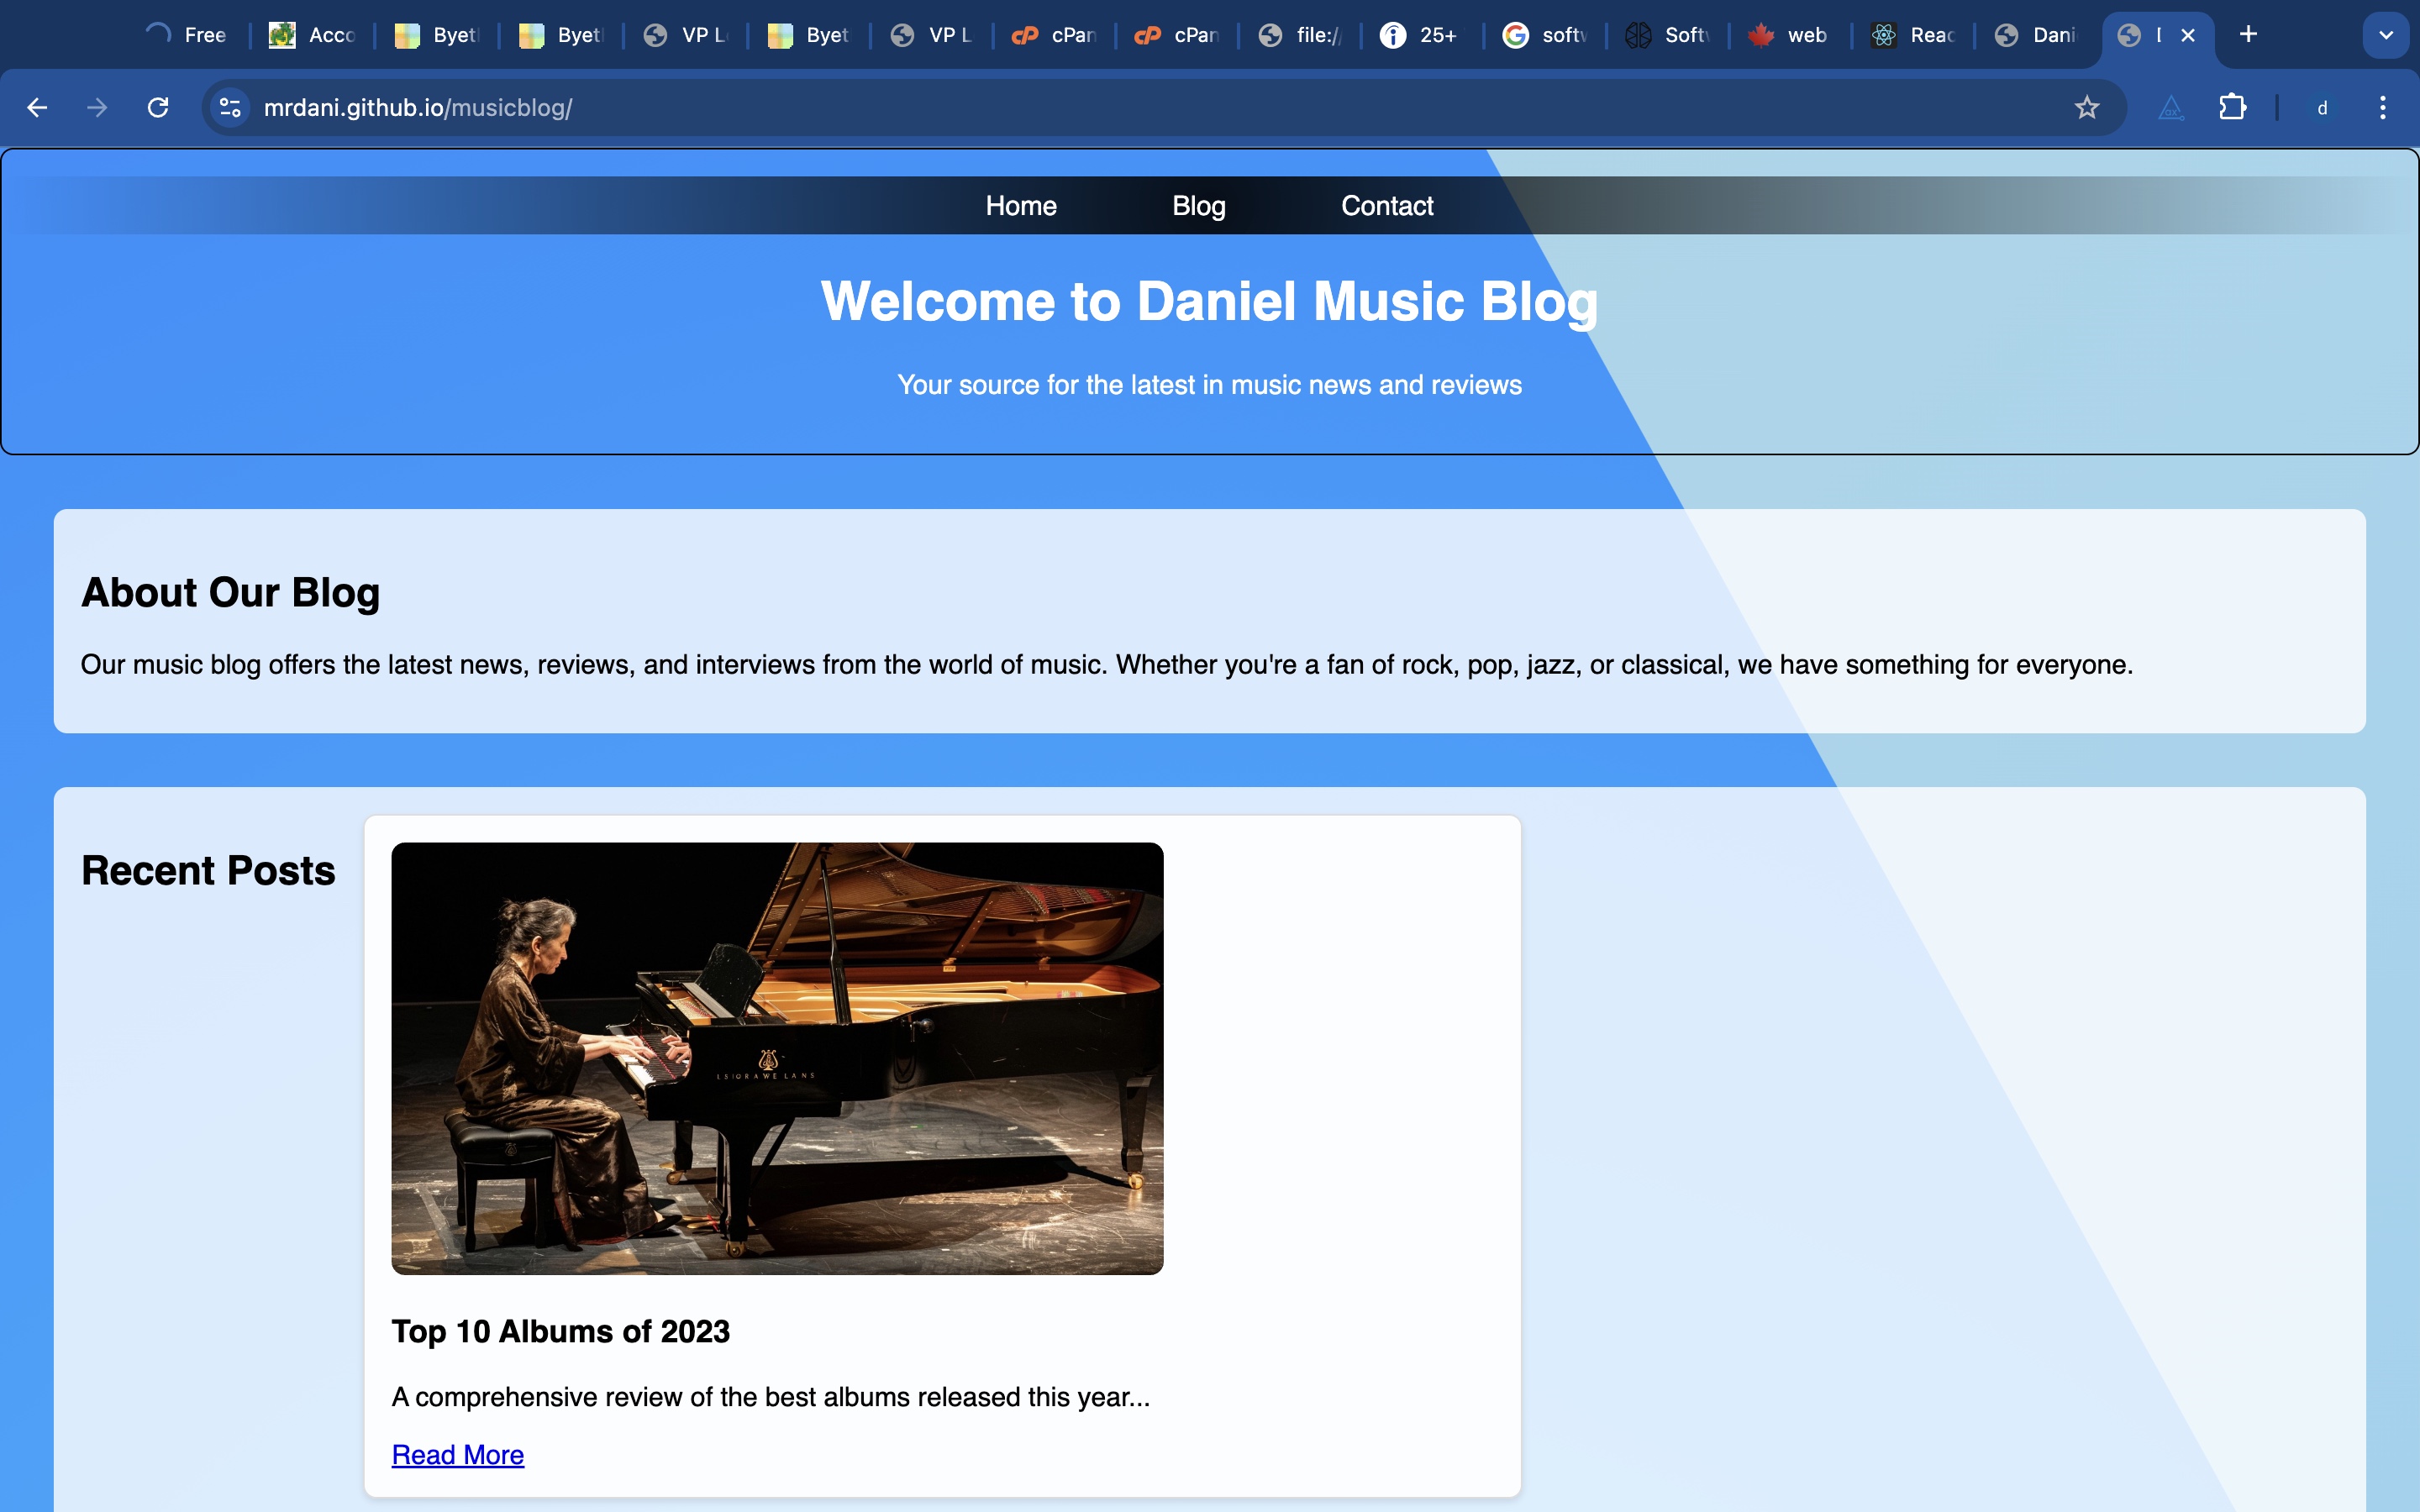 Free
Acco
Byetl
Byetl
VP L
Byet
VP L
cPan
cPan
file:/
25+
softw
Softw
web
Reac
Dani
mrdani.github.io/musicblog/
d
Home Blog Contact
Welcome to Daniel Music Blog
Your source for the latest in music news and reviews
About Our Blog
Our music blog offers the latest news, reviews, and interviews from the world of music. Whether you're a fan of rock, pop, jazz, or classical, we have something for everyone.
Recent Posts
Top 10 Albums of 2023
A comprehensive review of the best albums released this year...
Read More